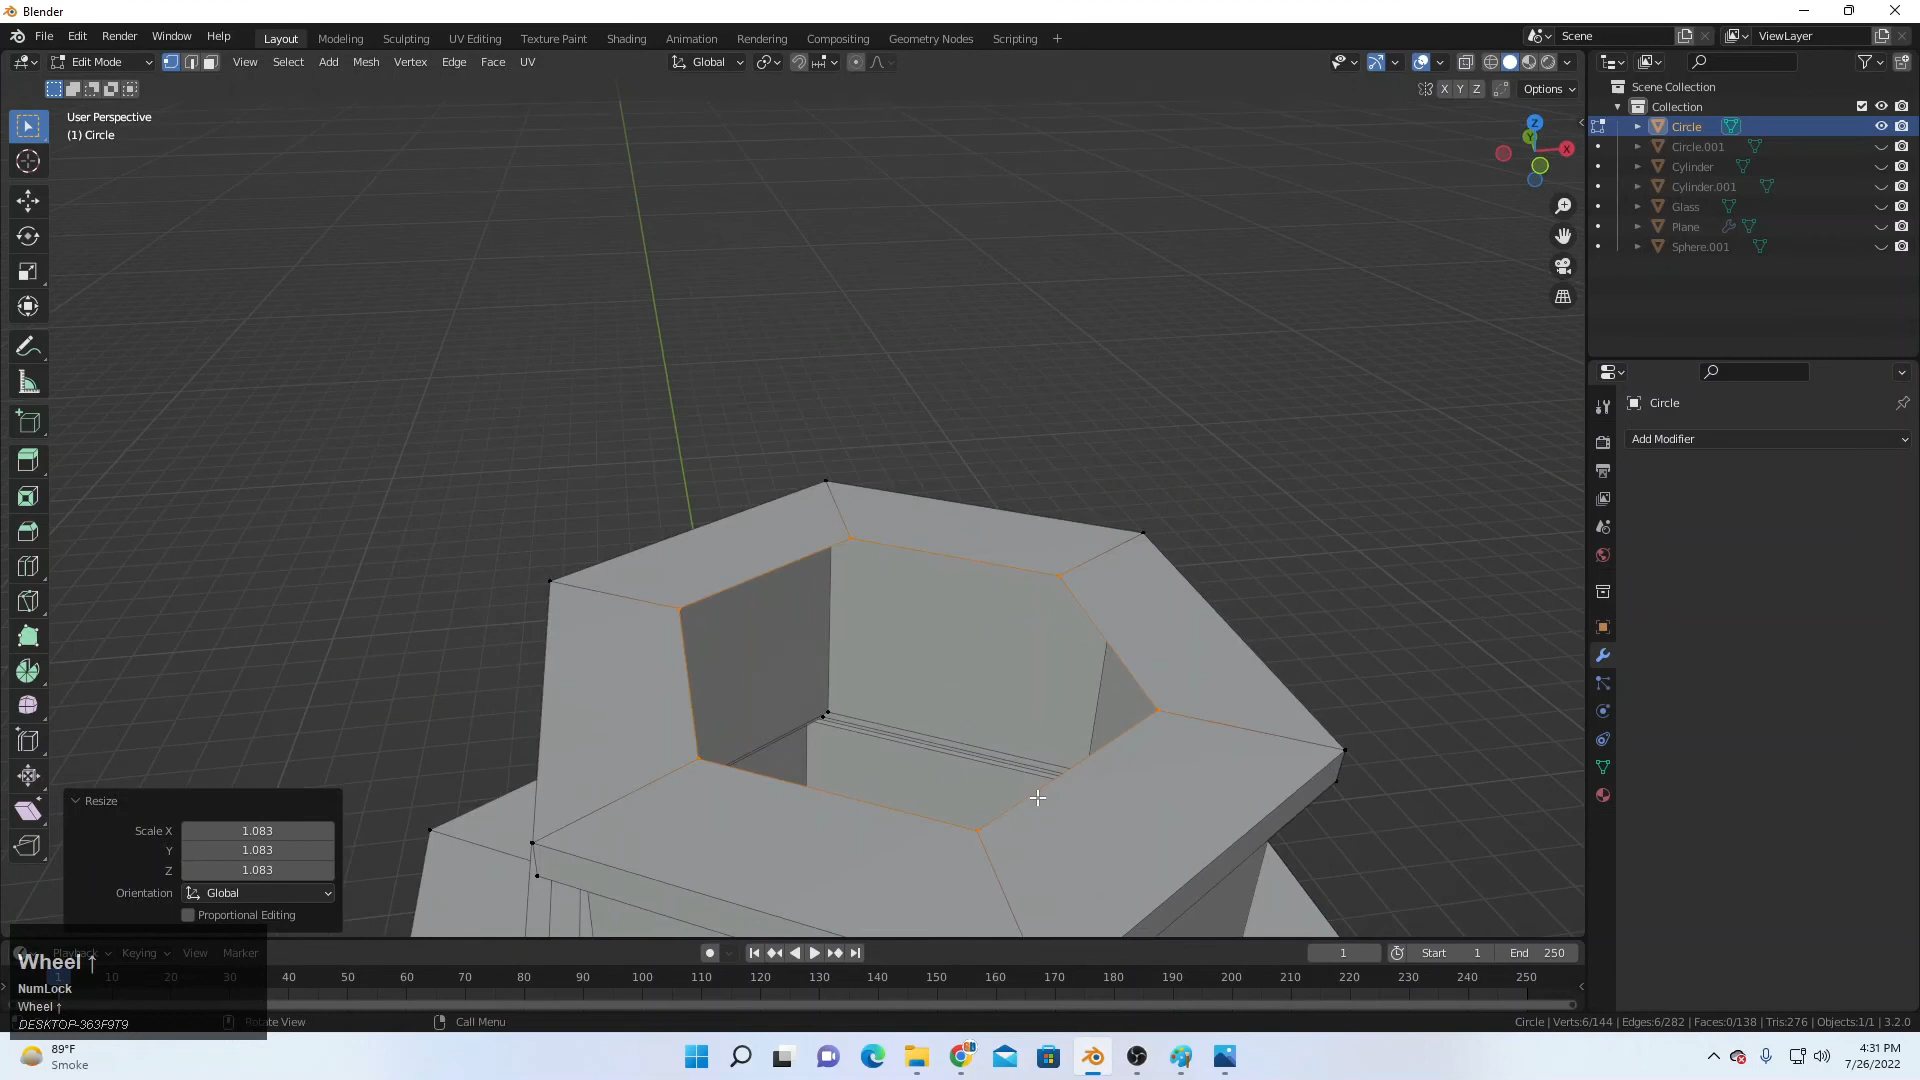 Blender
File Edit Render Window Help
Layout Modeling Sculpting UV Editing Texture Paint Shading Animation Rendering Compositing Geometry Nodes Scripting +
Scene
ViewLayer
Edit Mode
View Select Add Mesh Vertex Edge Face UV
Global
X Y Z
Options
User Perspective
(1) Circle
Z
Y
X
Scene Collection
Collection
Circle
Circle.001
Cylinder
Cylinder.001
Glass
Plane
Sphere.001
Circle
Add Modifier
Resize
Scale X 1.083
Y 1.083
Z 1.083
Orientation Global
Proportional Editing
Playback Keying View Marker
1
Start 1
End 250
1 10 20 30 40 50 60 70 80 90 100 110 120 130 140 150 160 170 180 190 200 210 220 230 240 250
Wheel ↑
NumLock
Wheel ↑
DESKTOP-363F9T9
Rotate View
Call Menu
Circle | Verts:6/144 | Edges:6/282 | Faces:0/138 | Tris:276 | Objects:1/1 | 3.2.0
89°F
Smoke
4:31 PM
7/26/2022